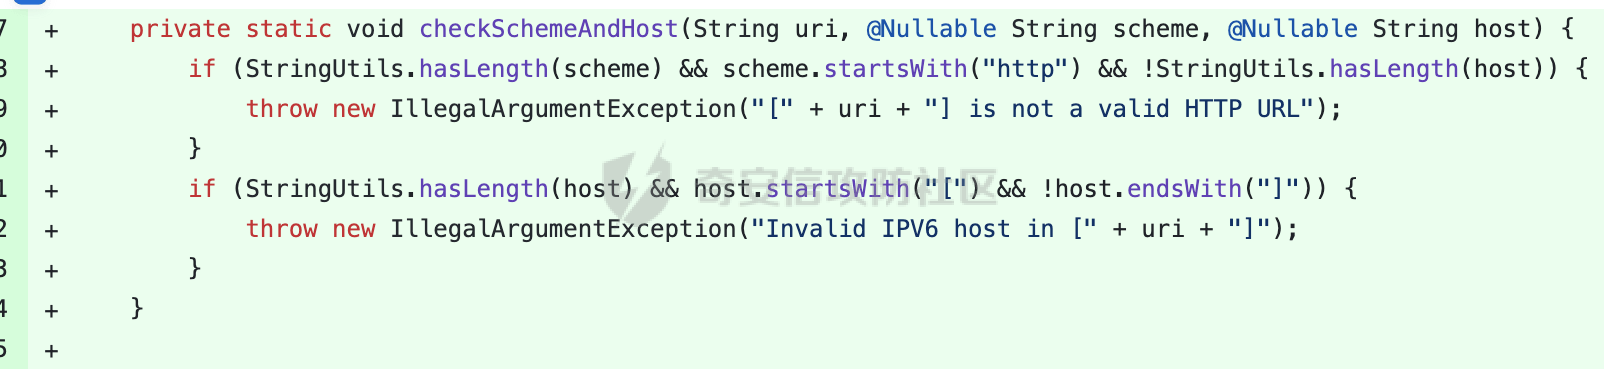 7 + private static void checkSchemeAndHost(String uri, @Nullable String scheme, @Nullable String host) {
8 + if (StringUtils.hasLength(scheme) && scheme.startsWith("http") && !StringUtils.hasLength(host)) {
9 + throw new IllegalArgumentException("[" + uri + "] is not a valid HTTP URL");
0 + }
1 + if (StringUtils.hasLength(host) && host.startsWith("[") && !host.endsWith("]")) {
2 + throw new IllegalArgumentException("Invalid IPV6 host in [" + uri + "]");
3 + }
4 + }
5 +
奇安信攻防社区